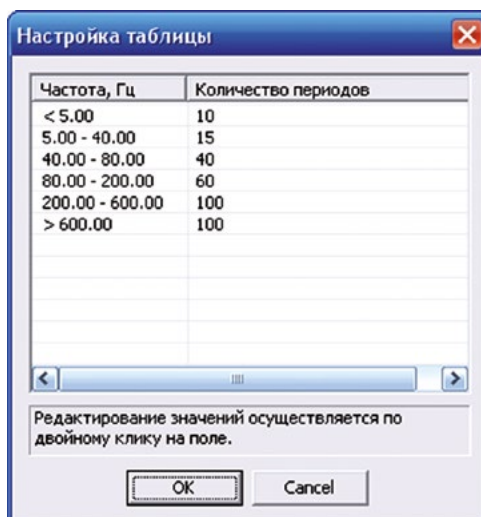 Настройка таблицы
Частота, Гц Количество периодов
< 5.00 10
5.00 - 40.00 15
40.00 - 80.00 40
80.00 - 200.00 60
200.00 - 600.00 100
> 600.00 100
Редактирование значений осуществляется по
двойному клику на поле.
OK Cancel